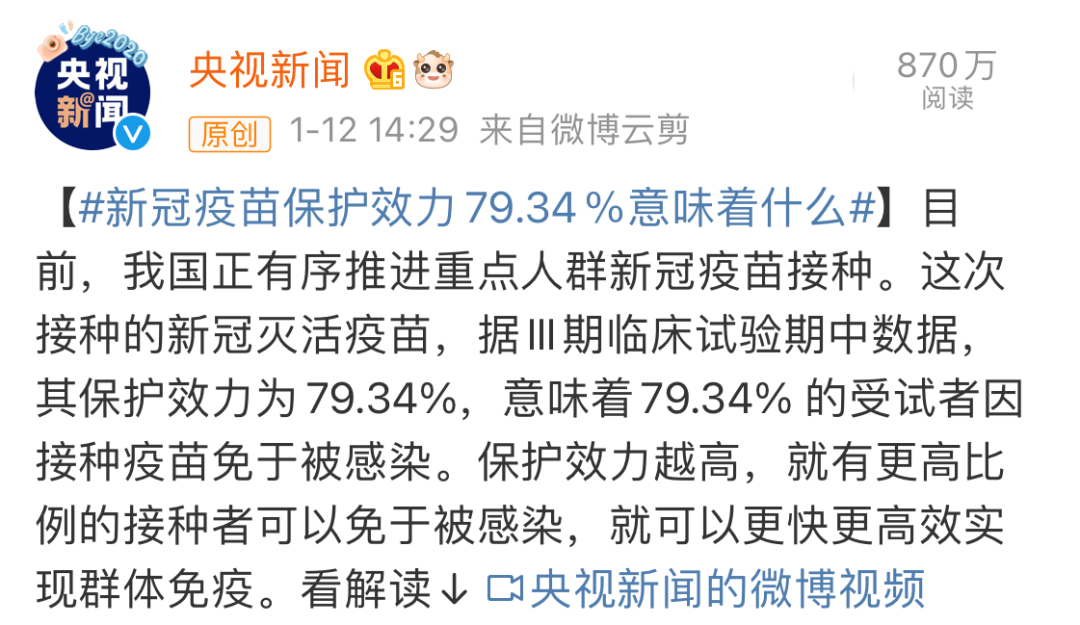 Bye2020
央视
新@闻
央视新闻
870万
阅读
原创 1-12 14:29 来自微博云剪
【#新冠疫苗保护效力79.34%意味着什么#】目
前，我国正有序推进重点人群新冠疫苗接种。这次
接种的新冠灭活疫苗，据Ⅲ期临床试验期中数据，
其保护效力为79.34%，意味着79.34% 的受试者因
接种疫苗免于被感染。保护效力越高，就有更高比
例的接种者可以免于被感染，就可以更快更高效实
现群体免疫。看解读↓ 央视新闻的微博视频